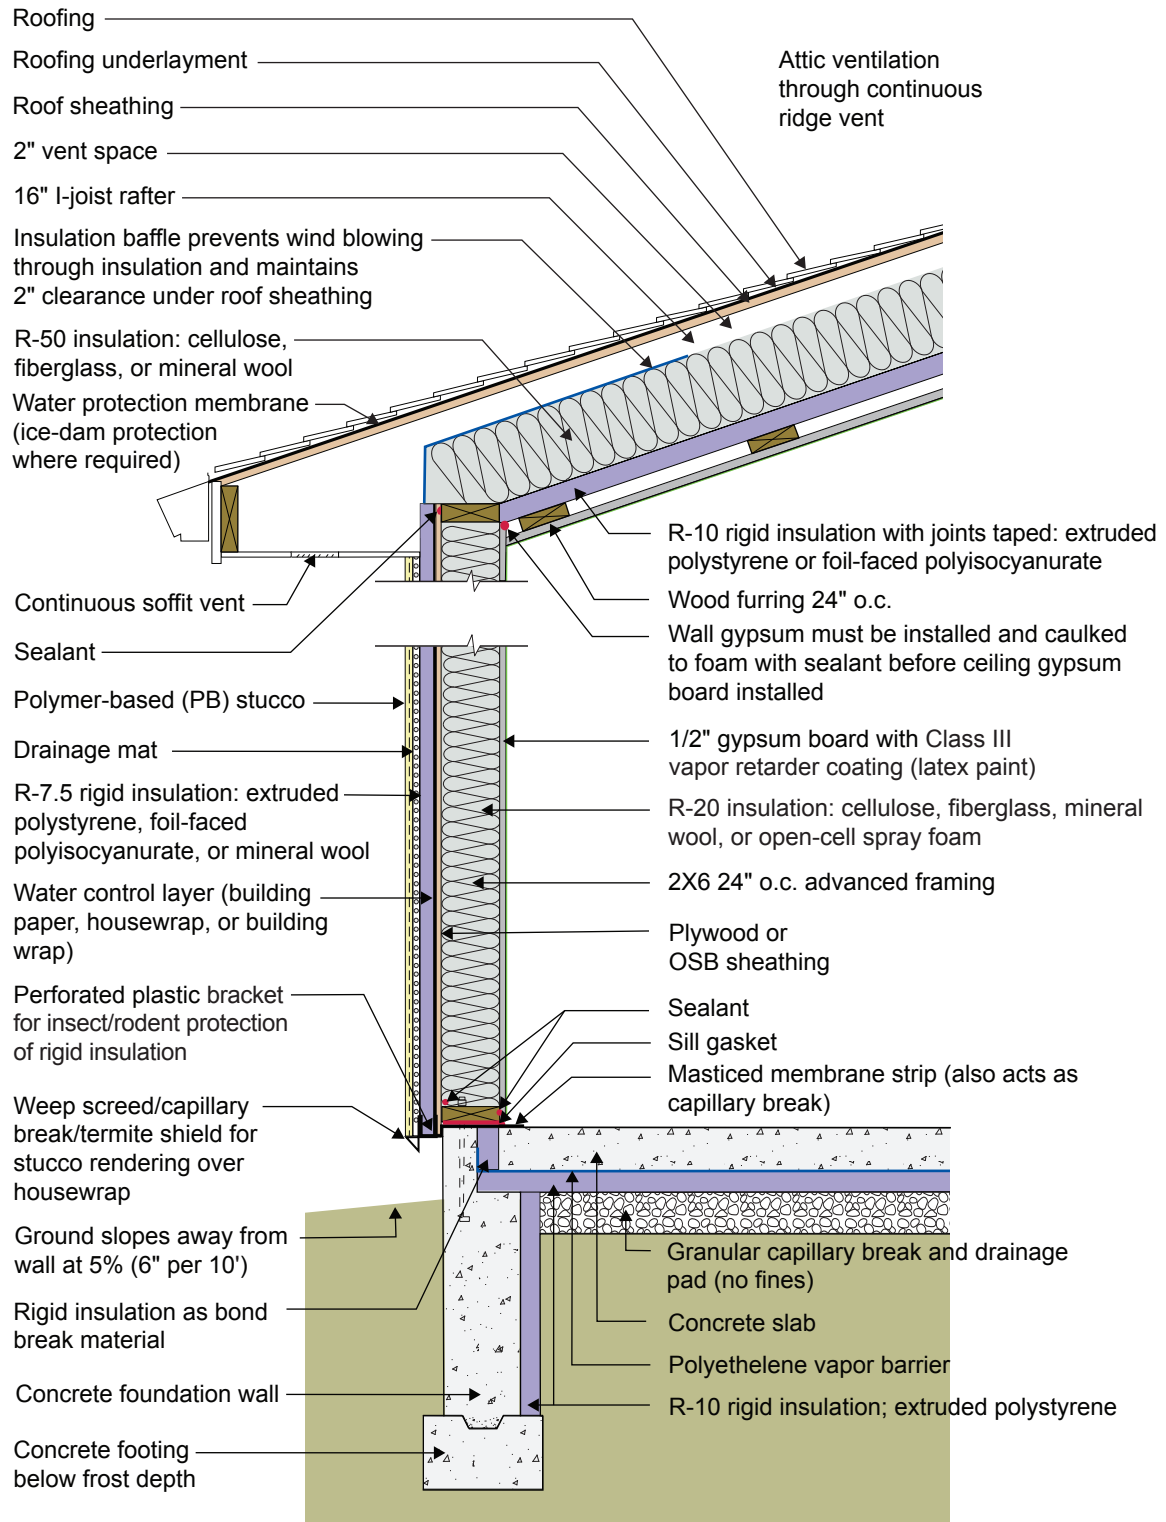 Roofing
Roofing underlayment
Roof sheathing
2" vent space
16" I-joist rafter
Insulation baffle prevents wind blowing
through insulation and maintains
2" clearance under roof sheathing
R-50 insulation: cellulose,
fiberglass, or mineral wool
Water protection membrane
(ice-dam protection
where required)
Continuous soffit vent
Sealant
Polymer-based (PB) stucco
Drainage mat
R-7.5 rigid insulation: extruded
polystyrene, foil-faced
polyisocyanurate, or mineral wool
Water control layer (building
paper, housewrap, or building
wrap)
Perforated plastic bracket
for insect/rodent protection
of rigid insulation
Weep screed/capillary
break/termite shield for
stucco rendering over
housewrap
Ground slopes away from
wall at 5% (6" per 10')
Rigid insulation as bond
break material
Concrete foundation wall
Concrete footing
below frost depth
Attic ventilation
through continuous
ridge vent
R-10 rigid insulation with joints taped: extruded
polystyrene or foil-faced polyisocyanurate
Wood furring 24" o.c.
Wall gypsum must be installed and caulked
to foam with sealant before ceiling gypsum
board installed
1/2" gypsum board with Class III
vapor retarder coating (latex paint)
R-20 insulation: cellulose, fiberglass, mineral
wool, or open-cell spray foam
2X6 24" o.c. advanced framing
Plywood or
OSB sheathing
Sealant
Sill gasket
Masticed membrane strip (also acts as
capillary break)
Granular capillary break and drainage
pad (no fines)
Concrete slab
Polyethelene vapor barrier
R-10 rigid insulation; extruded polystyrene